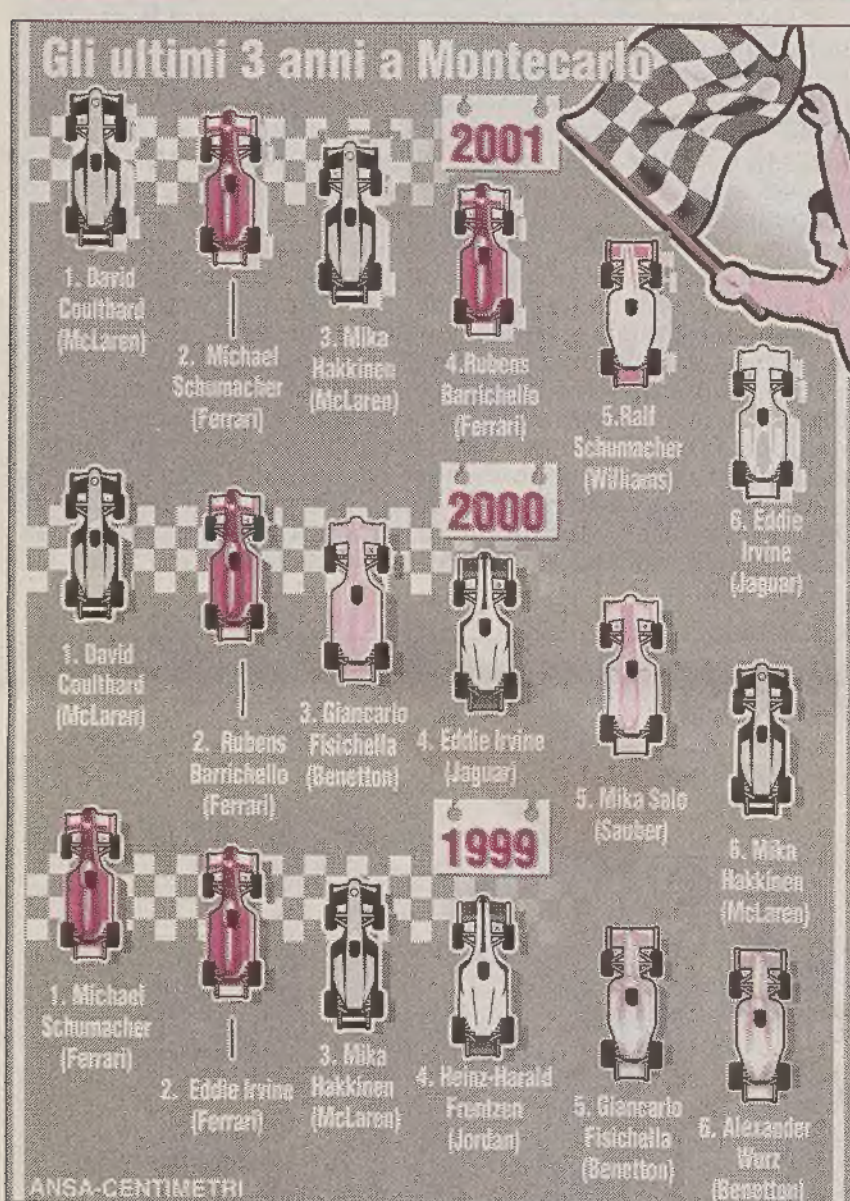 Gli ultimi 3 anni a Montecarlo
2001
1. David
Coulthard
(McLaren)
2. Michael
Schumacher
(Ferrari)
3. Mika
Hakkinen
(McLaren)
4.Rubens
Barrichello
(Ferrari)
5.Ralf
Schumacher
(Williams)
6. Eddie
Irvine
(Jaguar)
2000
1. David
Coulthard
(McLaren)
2. Rubens
Barrichello
(Ferrari)
3. Giancarlo
Fisichella
(Benetton)
4. Eddie Irvine
(Jaguar)
5. Mika Salo
(Sauber)
6. Mika
Hakkinen
(McLaren)
1999
1. Michael
Schumacher
(Ferrari)
2. Eddie Irvine
(Ferrari)
3. Mika
Hakkinen
(McLaren)
4. Heinz-Harald
Frentzen
(Jordan)
5. Giancarlo
Fisichella
(Benetton)
6. Alexander
Wurz
(Benetton)
ANSA-CENTIMETRI